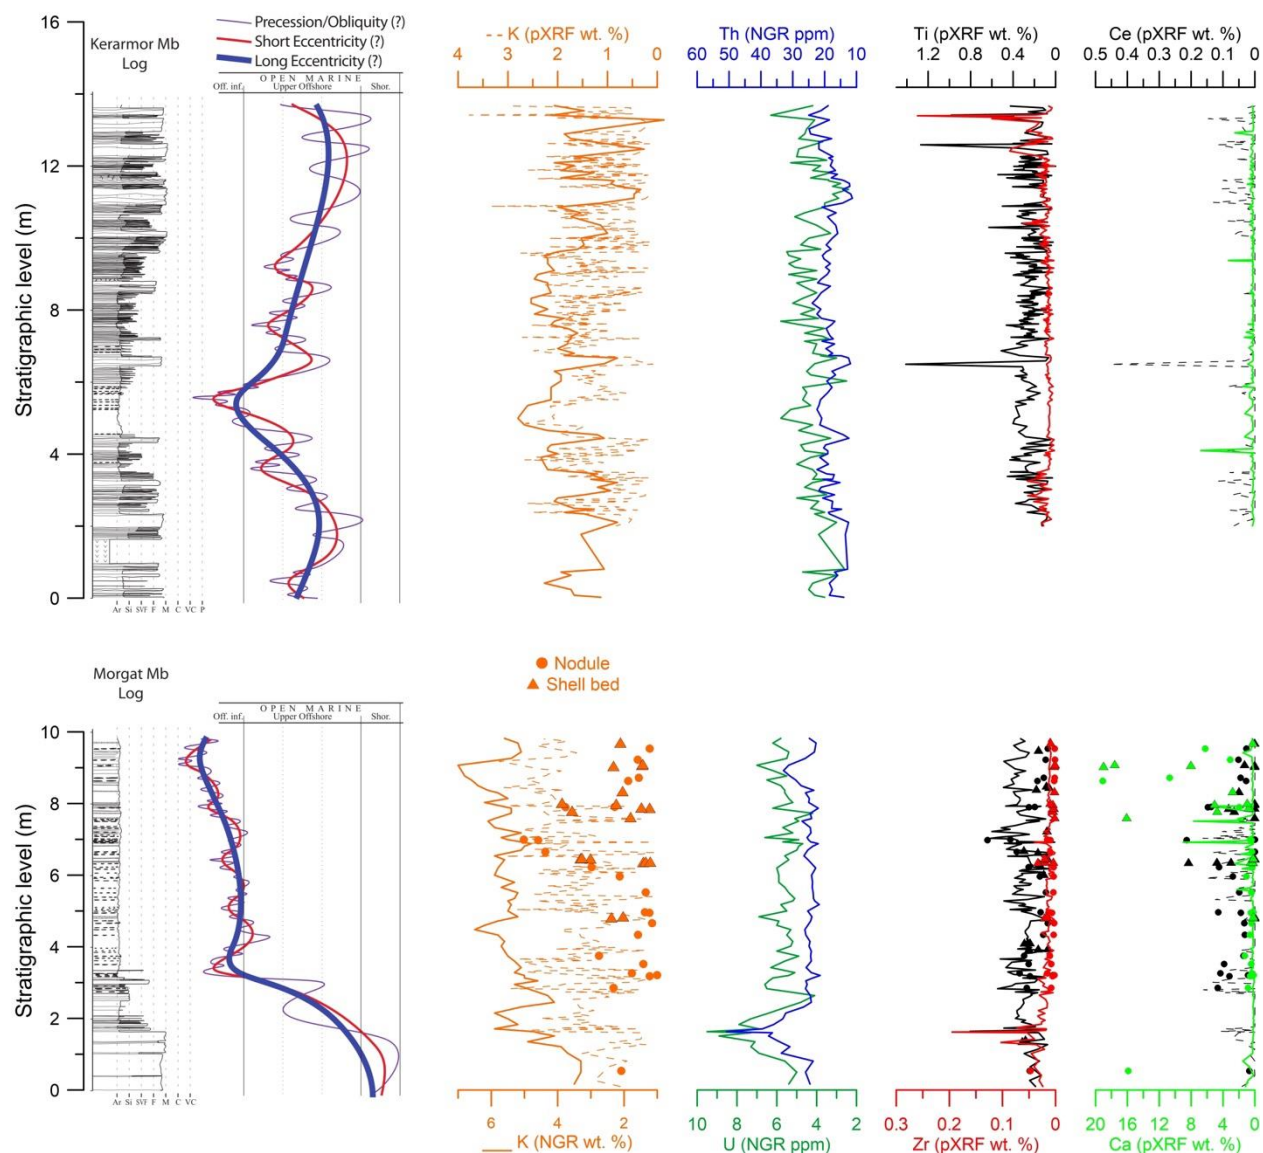 16
12
8
4
0
Stratigraphic level (m)
Kerarmor Mb
Log
Precession/Obliquity (?)
Short Eccentricity (?)
Long Eccentricity (?)
OPEN MARINE
Off. inf. Upper Offshore Shor.
Ar Si SVF F M C VC P
K (pXRF wt. %)
4 3 2 1 0
Th (NGR ppm)
60 50 40 30 20 10
Ti (pXRF wt. %)
1.2 0.8 0.4 0
Ce (pXRF wt. %)
0.5 0.4 0.3 0.2 0.1 0
Nodule
Shell bed
10
8
6
4
2
0
Stratigraphic level (m)
Morgat Mb
Log
OPEN MARINE
Off. inf. Upper Offshore Shor.
Ar Si SVF F M C VC P
6 4 2
K (NGR wt. %)
10 8 6 4 2
U (NGR ppm)
0.3 0.2 0.1 0
Zr (pXRF wt. %)
20 16 12 8 4 0
Ca (pXRF wt. %)